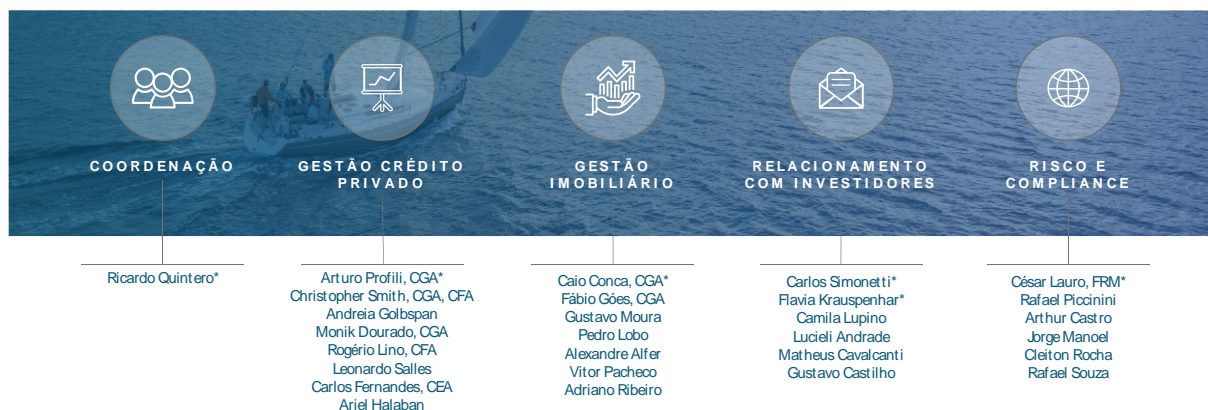 COORDENAÇÃO
GESTÃO CRÉDITO
PRIVADO
GESTÃO
IMOBILIÁRIO
RELACIONAMENTO
COM INVESTIDORES
RISCO E
COMPLIANCE
Ricardo Quintero*
Arturo Profili, CGA*
Christopher Smith, CGA, CFA
Andreia Golbspan
Monik Dourado, CGA
Rogério Lino, CFA
Leonardo Salles
Carlos Fernandes, CEA
Ariel Halaban
Caio Conca, CGA*
Fábio Góes, CGA
Gustavo Moura
Pedro Lobo
Alexandre Alfer
Vitor Pacheco
Adriano Ribeiro
Carlos Simonetti*
Flavia Krauspenhar*
Camila Lupino
Lucieli Andrade
Matheus Cavalcanti
Gustavo Castilho
César Lauro, FRM*
Rafael Piccinini
Arthur Castro
Jorge Manoel
Cleiton Rocha
Rafael Souza